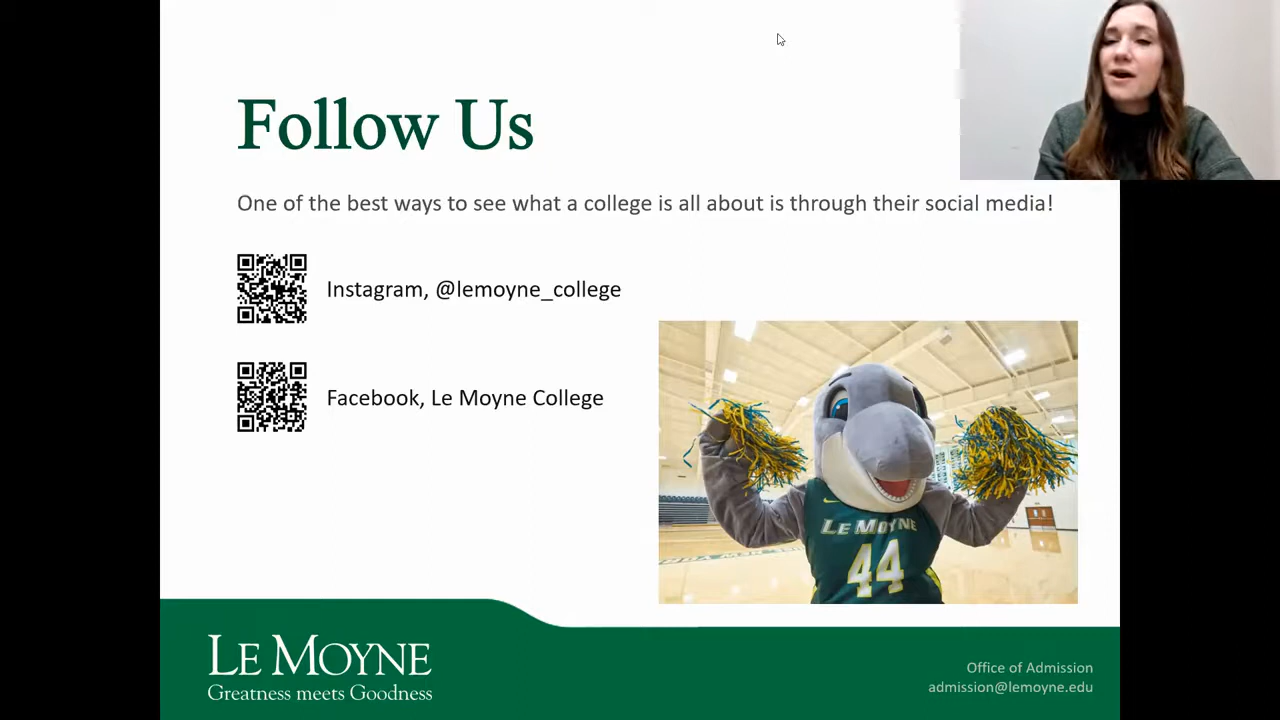 Follow Us
One of the best ways to see what a college is all about is through their social media!
Instagram, @lemoyne_college
Facebook, Le Moyne College
LE MOYNE
44
LE MOYNE
Greatness meets Goodness
Office of Admission
admission@lemoyne.edu